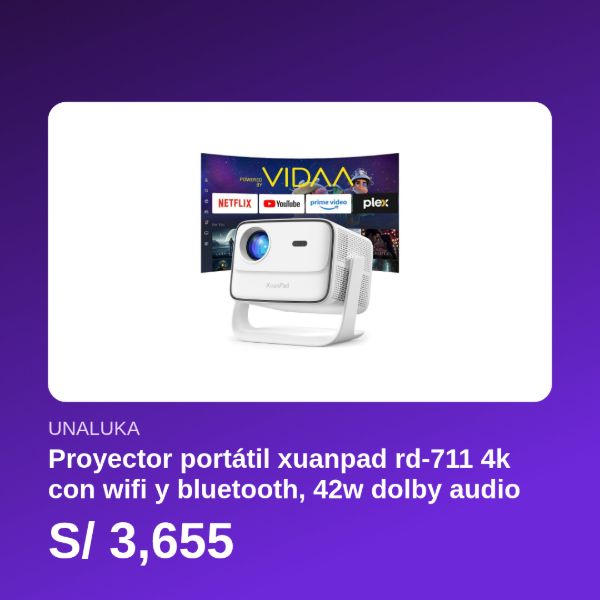 POWERED
BY
VIDAA
NETFLIX
YouTube
prime video
plex
XuanPad
UNALUKA
Proyector portátil xuanpad rd-711 4k
con wifi y bluetooth, 42w dolby audio
S/ 3,655